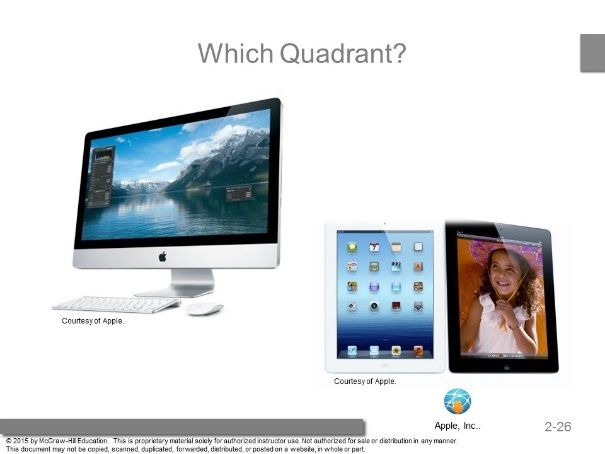 Which Quadrant?
Courtesy of Apple.
Courtesy of Apple.
Apple, Inc..
2-26
© 2015 by McGraw-Hill Education. This is proprietary material solely for authorized instructor use. Not authorized for sale or distribution in any manner.
This document may not be copied, scanned, duplicated, forwarded, distributed, or posted on a website, in whole or part.